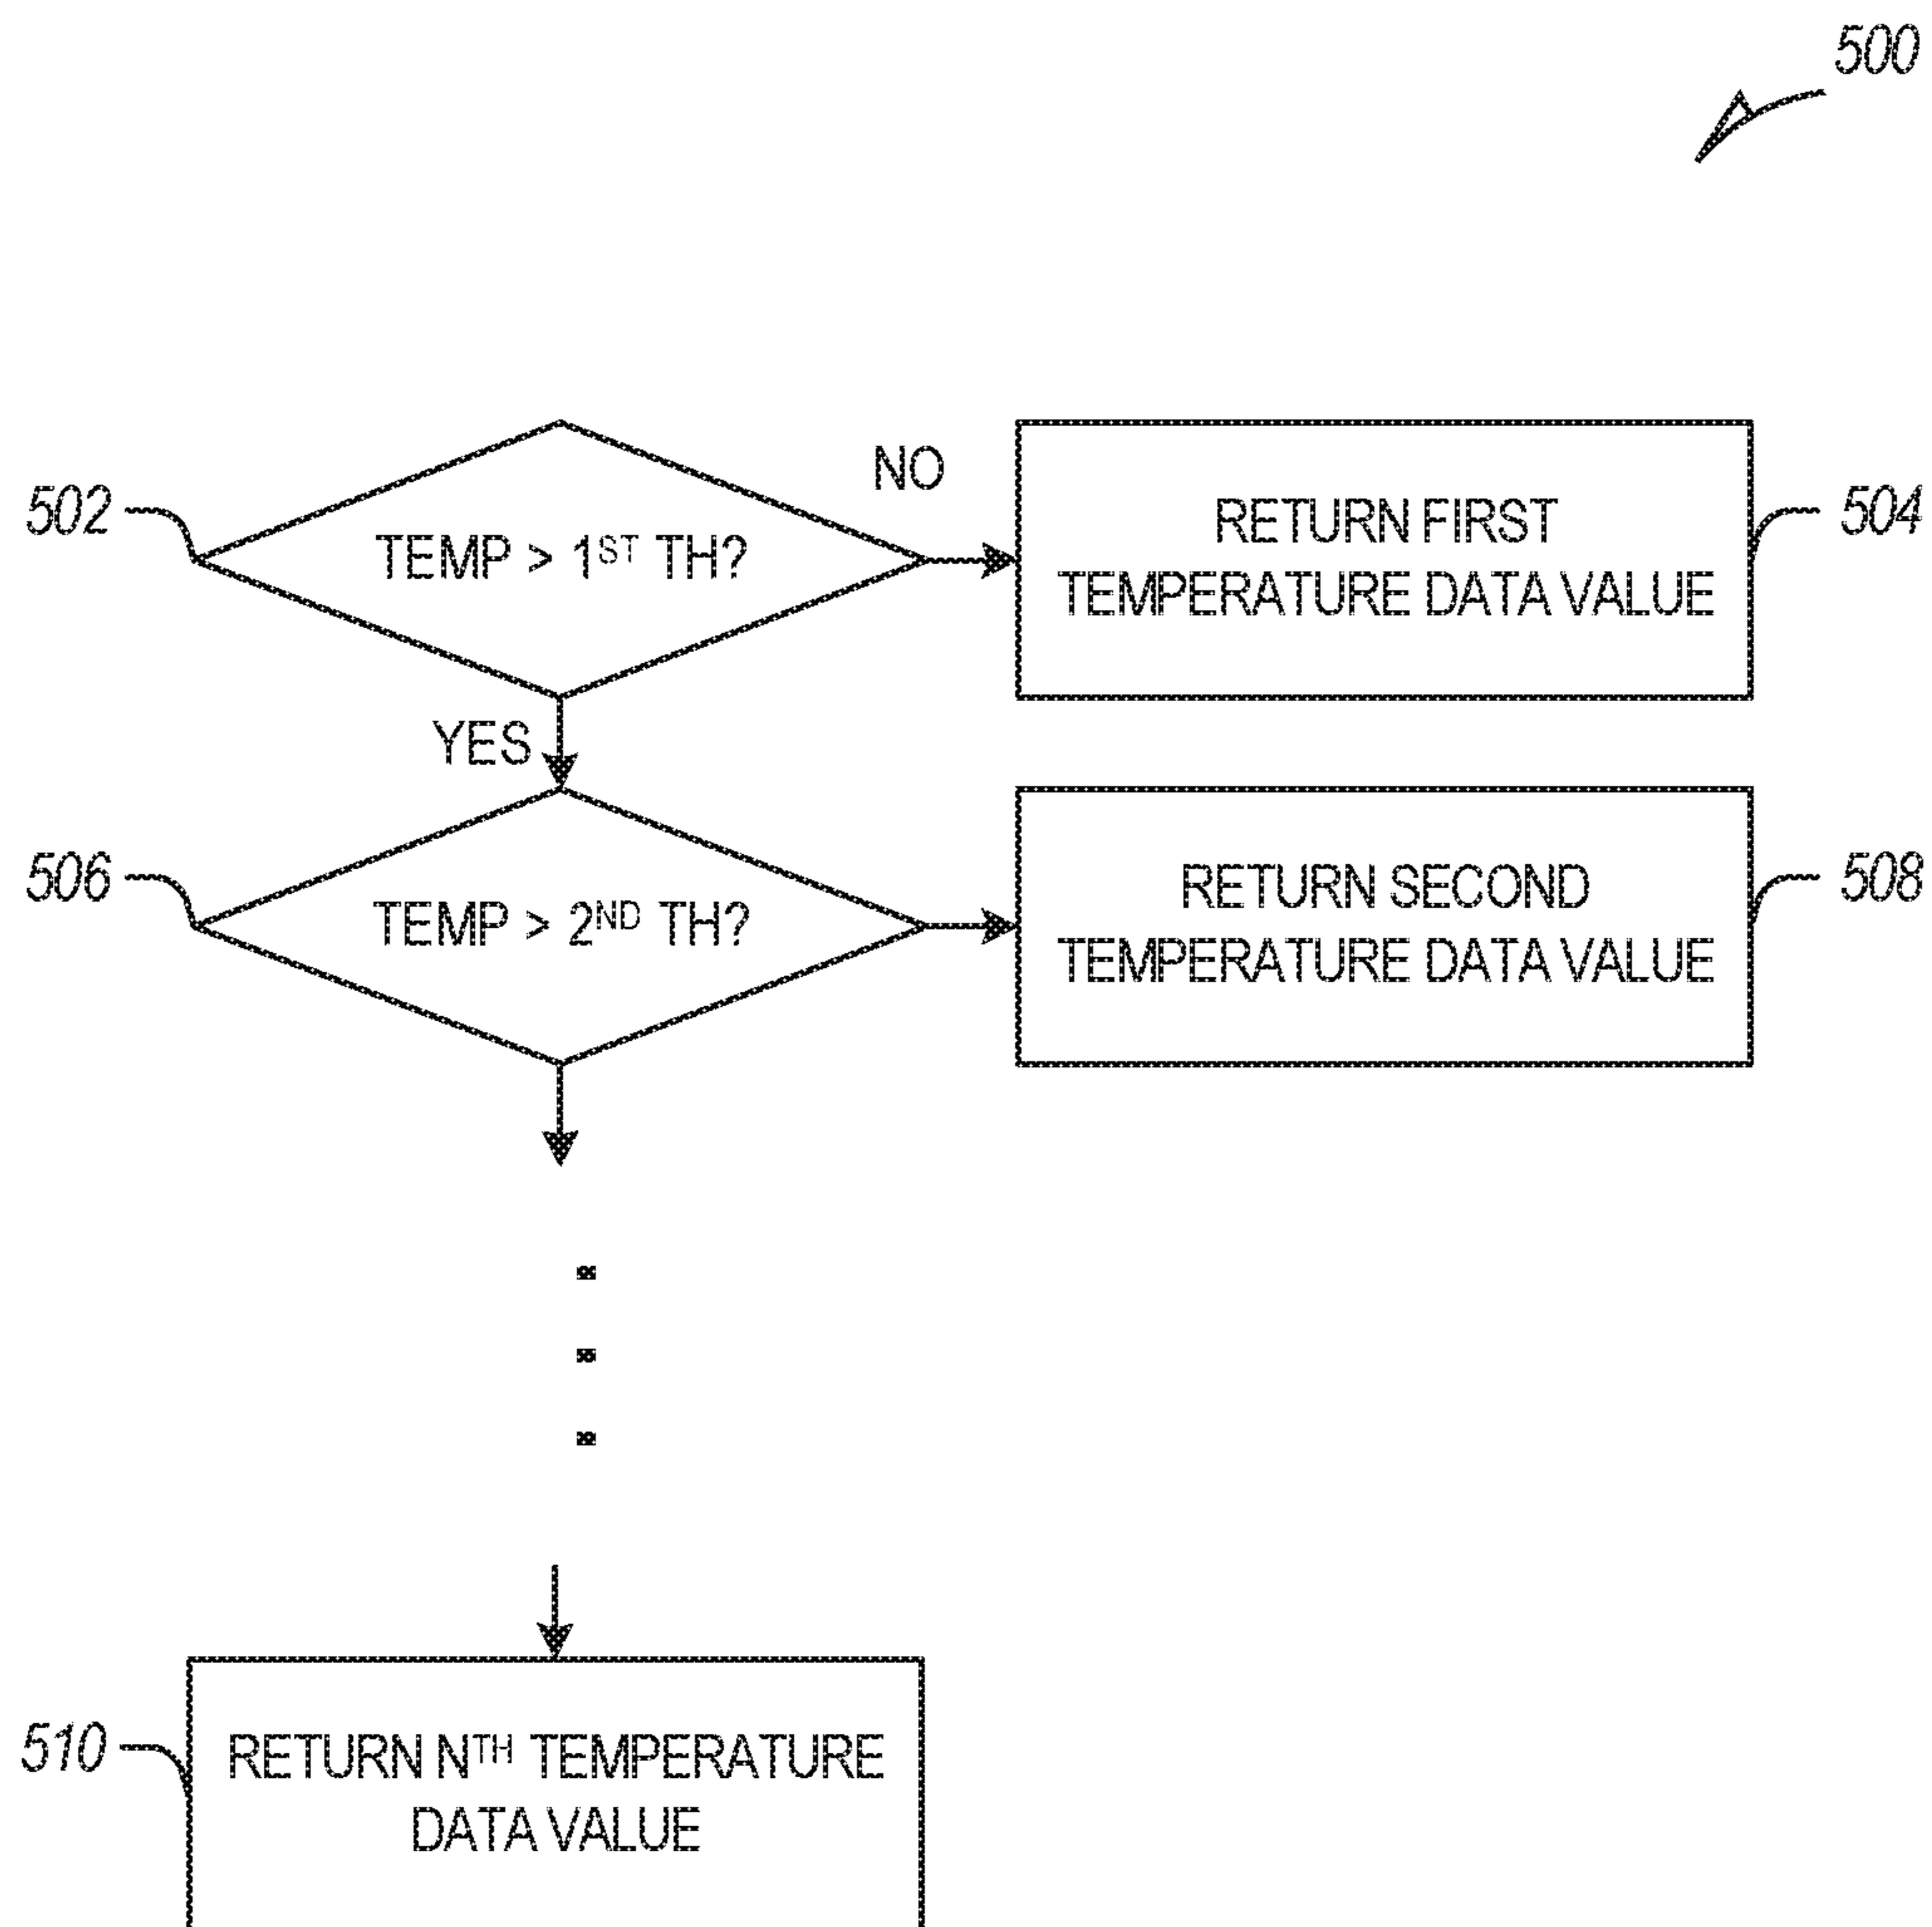 500
502
TEMP > 1ST TH?
NO
RETURN FIRST
TEMPERATURE DATA VALUE
504
YES
506
TEMP > 2ND TH?
RETURN SECOND
TEMPERATURE DATA VALUE
508
510
RETURN NTH TEMPERATURE
DATA VALUE